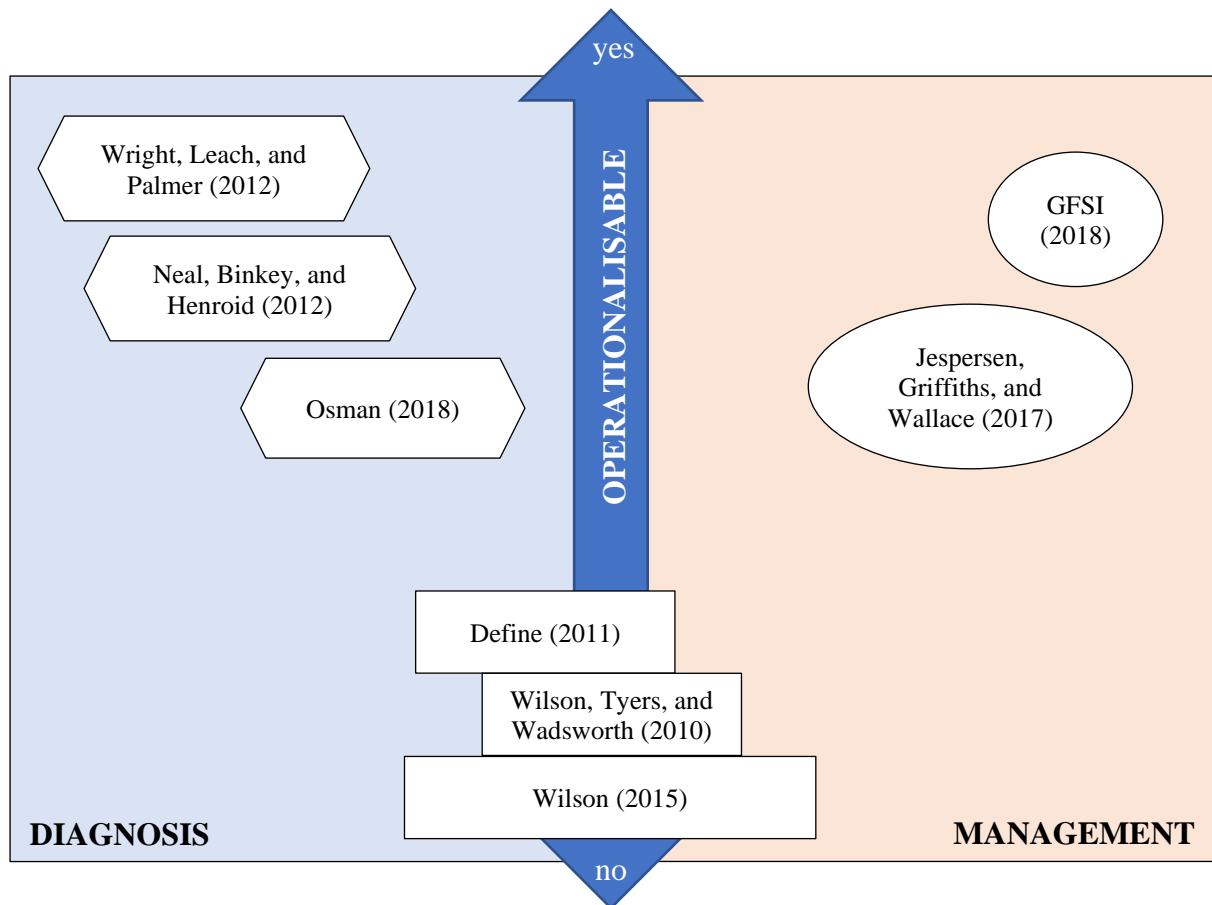 yes
Wright, Leach, and
Palmer (2012)
GFSI
(2018)
Neal, Binkey, and
Henroid (2012)
OPERATIONALISABLE
Jespersen,
Griffiths, and
Wallace (2017)
Osman (2018)
Define (2011)
Wilson, Tyers, and
Wadsworth (2010)
Wilson (2015)
DIAGNOSIS
MANAGEMENT
no